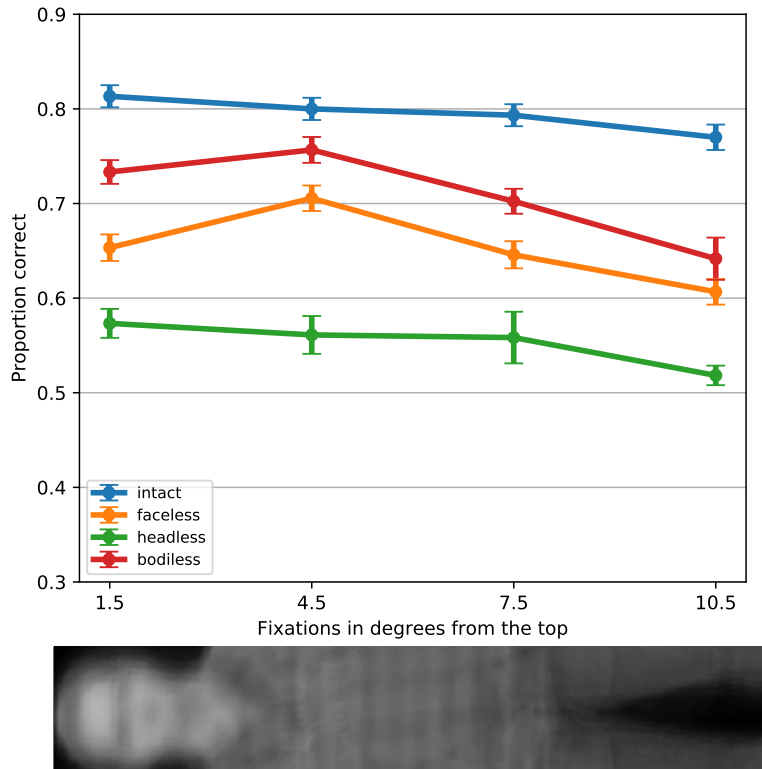 0.9
0.8
0.7
0.6
0.5
0.4
0.3
Proportion correct
intact
faceless
headless
bodiless
1.5 4.5 7.5 10.5
Fixations in degrees from the top